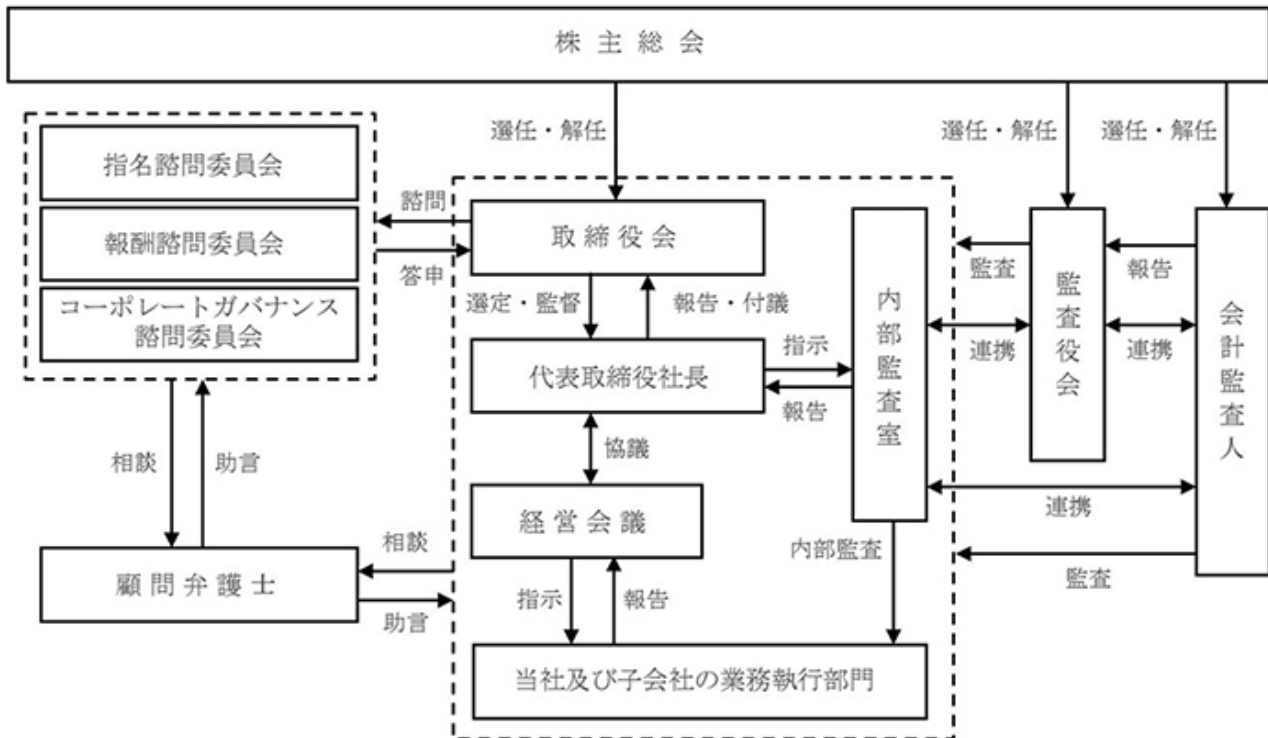 株主総会
選任・解任
選任・解任
選任・解任
指名諮問委員会
報酬諮問委員会
コーポレートガバナンス
諮問委員会
諮問
答申
取締役会
選定・監督
報告・付議
代表取締役社長
指示
報告
協議
経営会議
指示
報告
内部監査室
内部監査
当社及び子会社の業務執行部門
監査
連携
監査役会
報告
連携
会計監査人
連携
監査
相談
助言
顧問弁護士
相談
助言